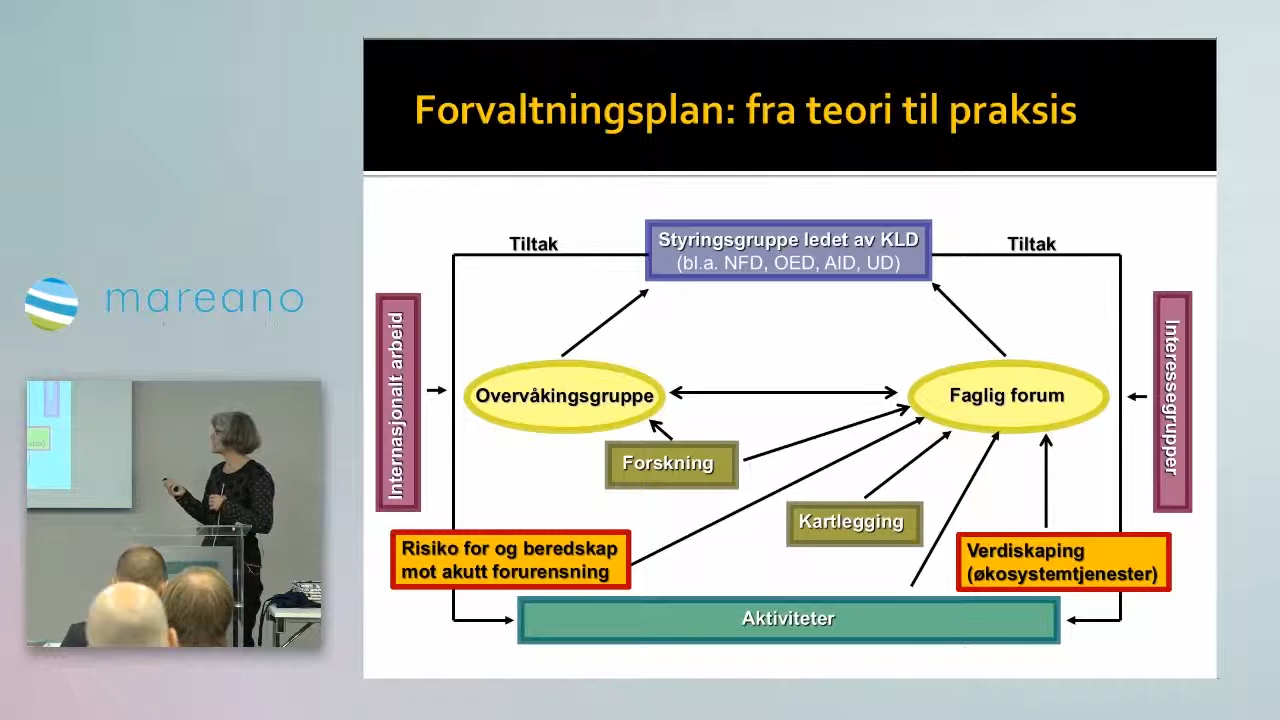 Forvaltningsplan: fra teori til praksis
Tiltak
Styringsgruppe ledet av KLD
(bl.a. NFD, OED, AID, UD)
Tiltak
mareano
Internasjonalt arbeid
Interessegrupper
Overvåkingsgruppe
Faglig forum
Forskning
Kartlegging
Risiko for og beredskap
mot akutt forurensning
Verdiskaping
(økosystemtjenester)
Aktiviteter